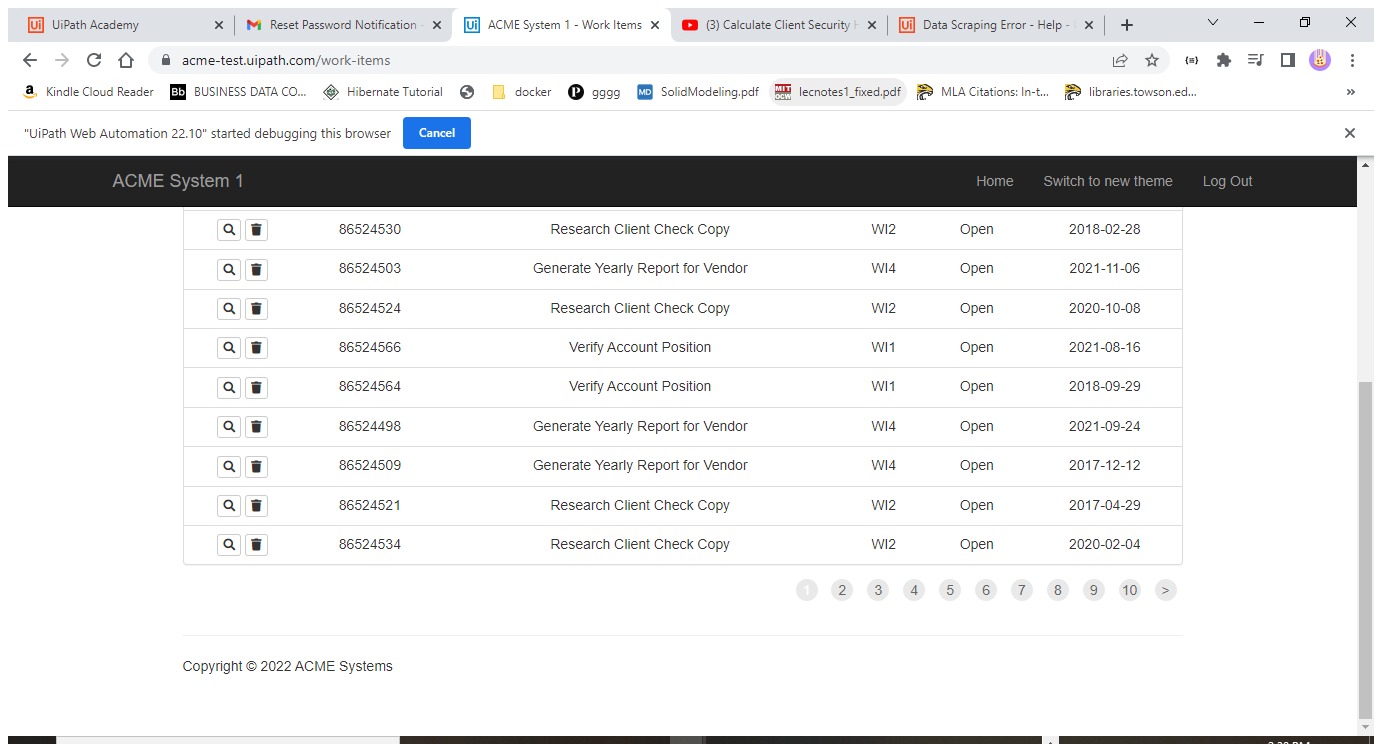 UiPath Academy Reset Password Notification - ACME System 1 - Work Items (3) Calculate Client Security H Data Scraping Error - Help -
acme-test.uipath.com/work-items
Kindle Cloud Reader BUSINESS DATA CO... Hibernate Tutorial docker gggg SolidModeling.pdf lecnotes1_fixed.pdf MLA Citations: In-t... libraries.towson.ed... »
"UiPath Web Automation 22.10" started debugging this browser Cancel
ACME System 1 Home Switch to new theme Log Out
86524530 Research Client Check Copy WI2 Open 2018-02-28
86524503 Generate Yearly Report for Vendor WI4 Open 2021-11-06
86524524 Research Client Check Copy WI2 Open 2020-10-08
86524566 Verify Account Position WI1 Open 2021-08-16
86524564 Verify Account Position WI1 Open 2018-09-29
86524498 Generate Yearly Report for Vendor WI4 Open 2021-09-24
86524509 Generate Yearly Report for Vendor WI4 Open 2017-12-12
86524521 Research Client Check Copy WI2 Open 2017-04-29
86524534 Research Client Check Copy WI2 Open 2020-02-04
1 2 3 4 5 6 7 8 9 10 >
Copyright © 2022 ACME Systems